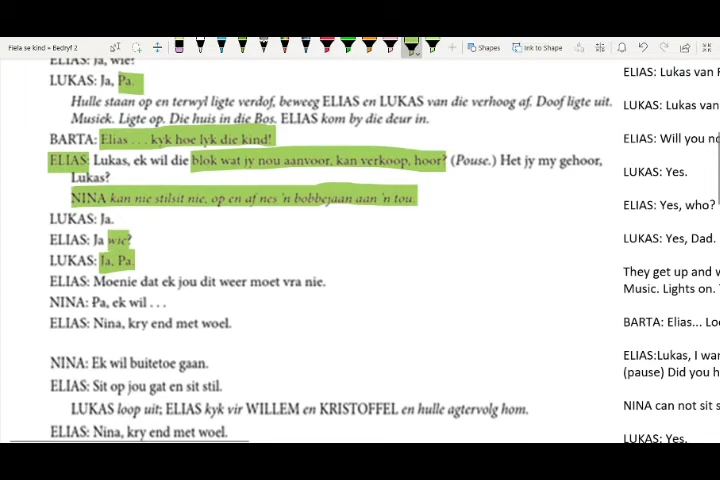 Fiela se kind = Bedryf 2
Shapes
Ink to Shape
ELIAS: Ja, wie?
LUKAS: Ja, Pa.
Hulle staan op en terwyl ligte verdof, beweeg ELIAS en LUKAS van die verhoog af. Doof ligte uit.
Musiek. Ligte op. Die huis in die Bos. ELIAS kom by die deur in.
BARTA: Elias . . . kyk hoe lyk die kind!
ELIAS: Lukas, ek wil die blok wat jy nou aanvoor, kan verkoop, hoor? (Pouse.) Het jy my gehoor,
Lukas?
NINA kan nie stilsit nie, op en af nes 'n bobbejaan aan 'n tou.
LUKAS: Ja.
ELIAS: Ja wie?
LUKAS: Ja, Pa.
ELIAS: Moenie dat ek jou dit weer moet vra nie.
NINA: Pa, ek wil . . .
ELIAS: Nina, kry end met woel.
NINA: Ek wil buitetoe gaan.
ELIAS: Sit op jou gat en sit stil.
LUKAS loop uit; ELIAS kyk vir WILLEM en KRISTOFFEL en hulle agtervolg hom.
ELIAS: Nina, kry end met woel.
ELIAS: Lukas van
LUKAS: Lukas van
ELIAS: Will you
LUKAS: Yes.
ELIAS: Yes, who?
LUKAS: Yes, Dad.
They get up and
Music. Lights on.
BARTA: Elias...
ELIAS:Lukas, I
(pause) Did you
NINA can not sit
LUKAS: Yes.